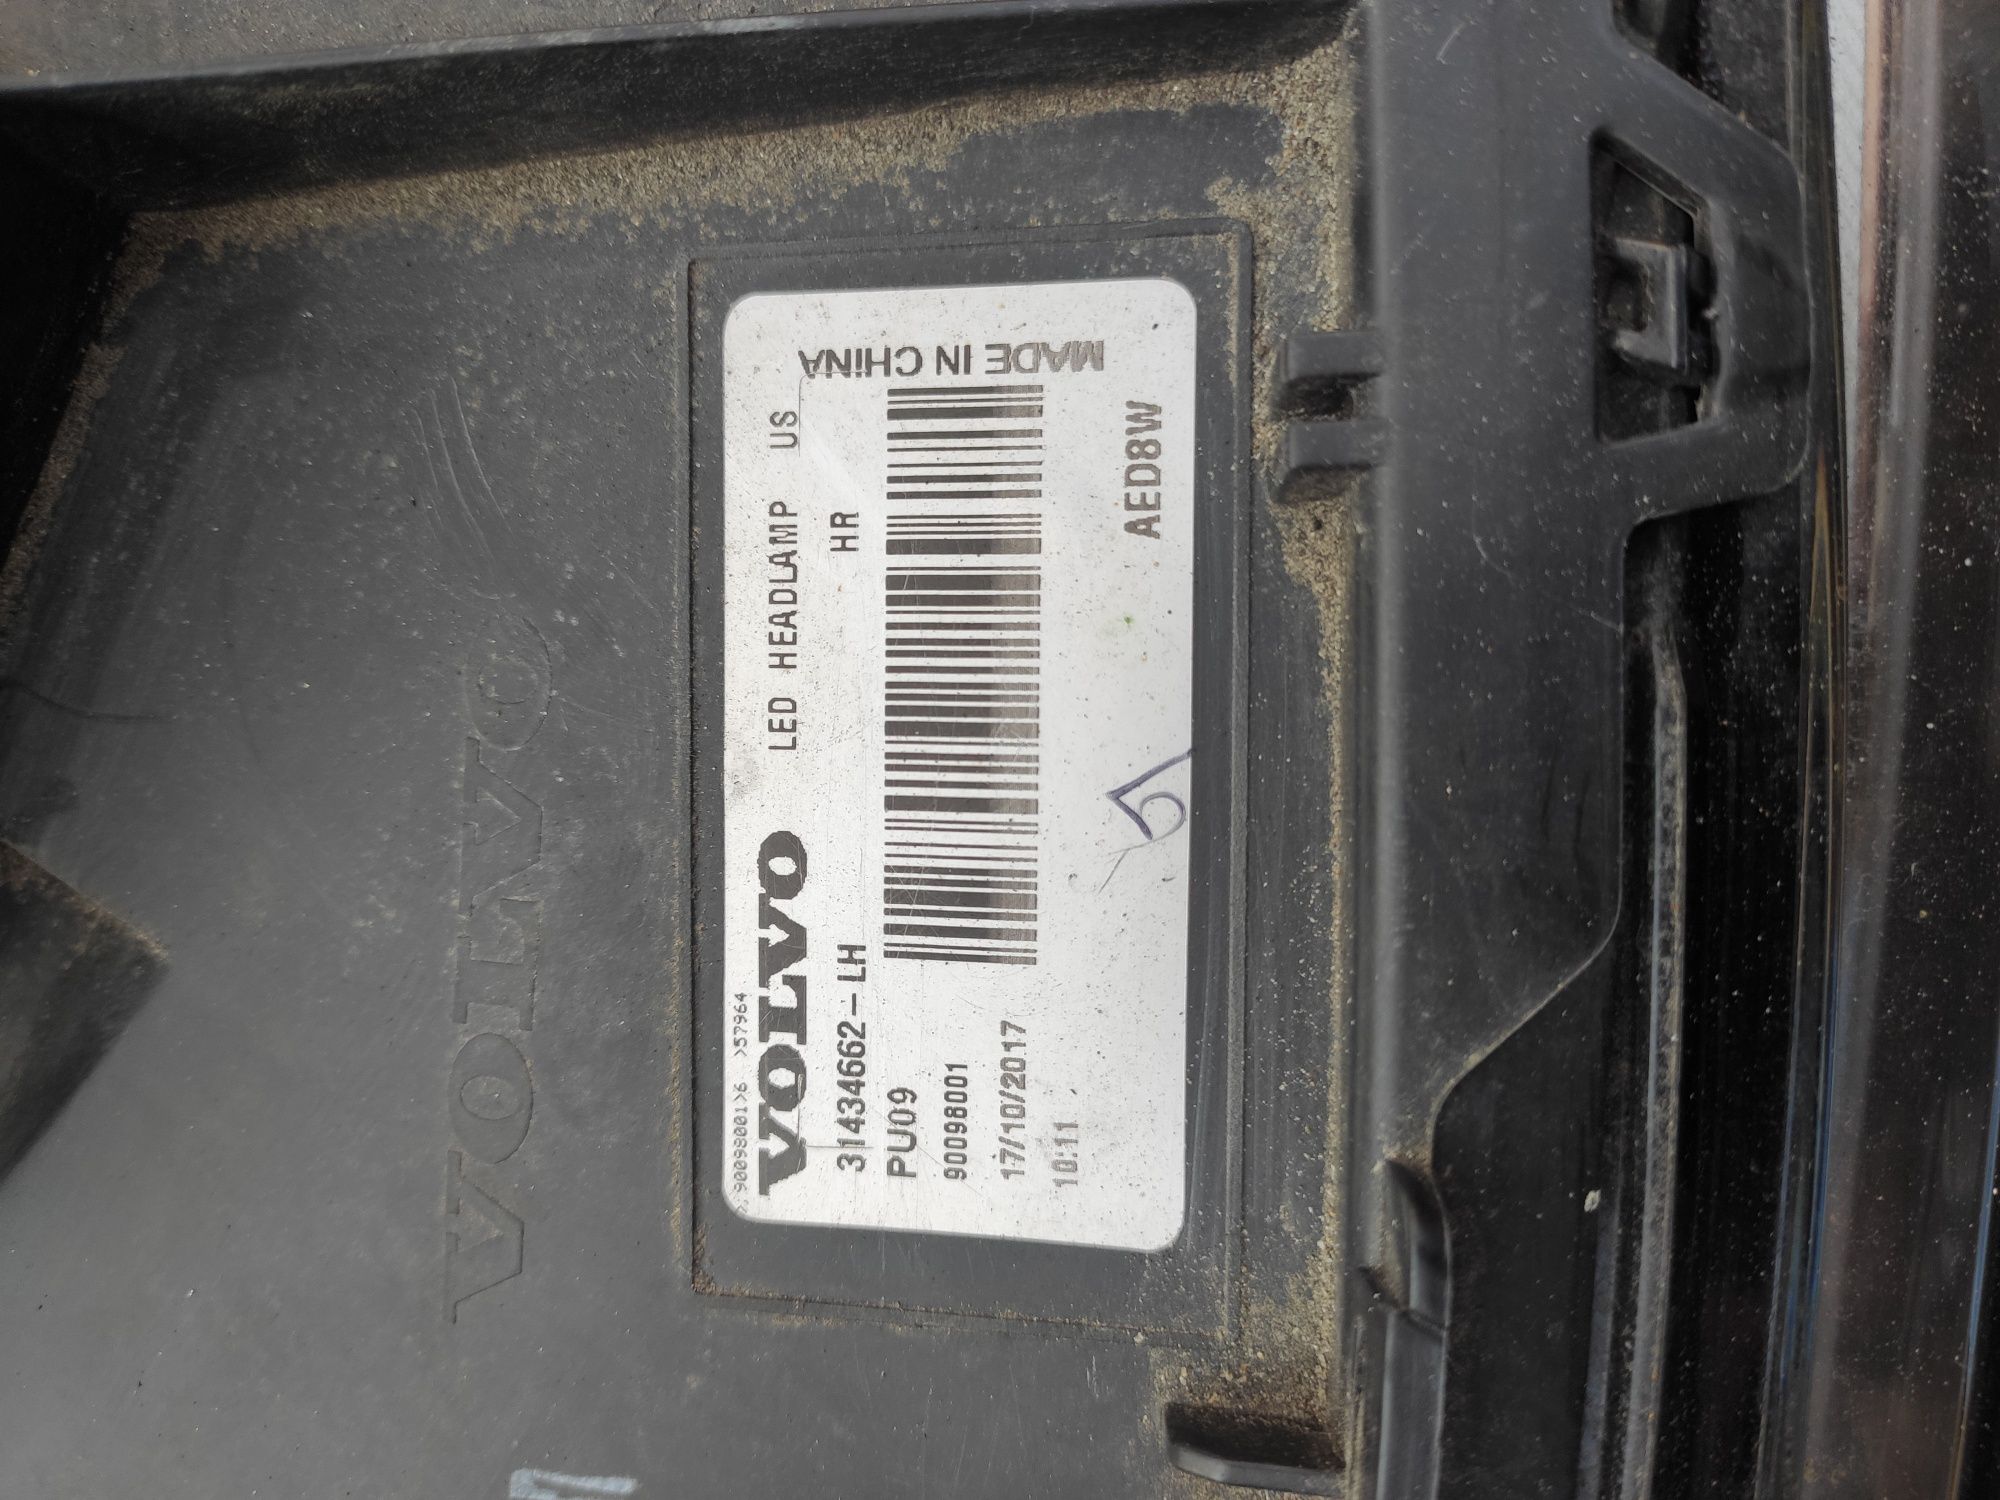 >90098001>6 >57964
VOLVO
LED HEADLAMP US
31434662-LH
HR
PU09
90098001
17/10/2017
10:11
MADE IN CHINA
AED8W
VOLVO